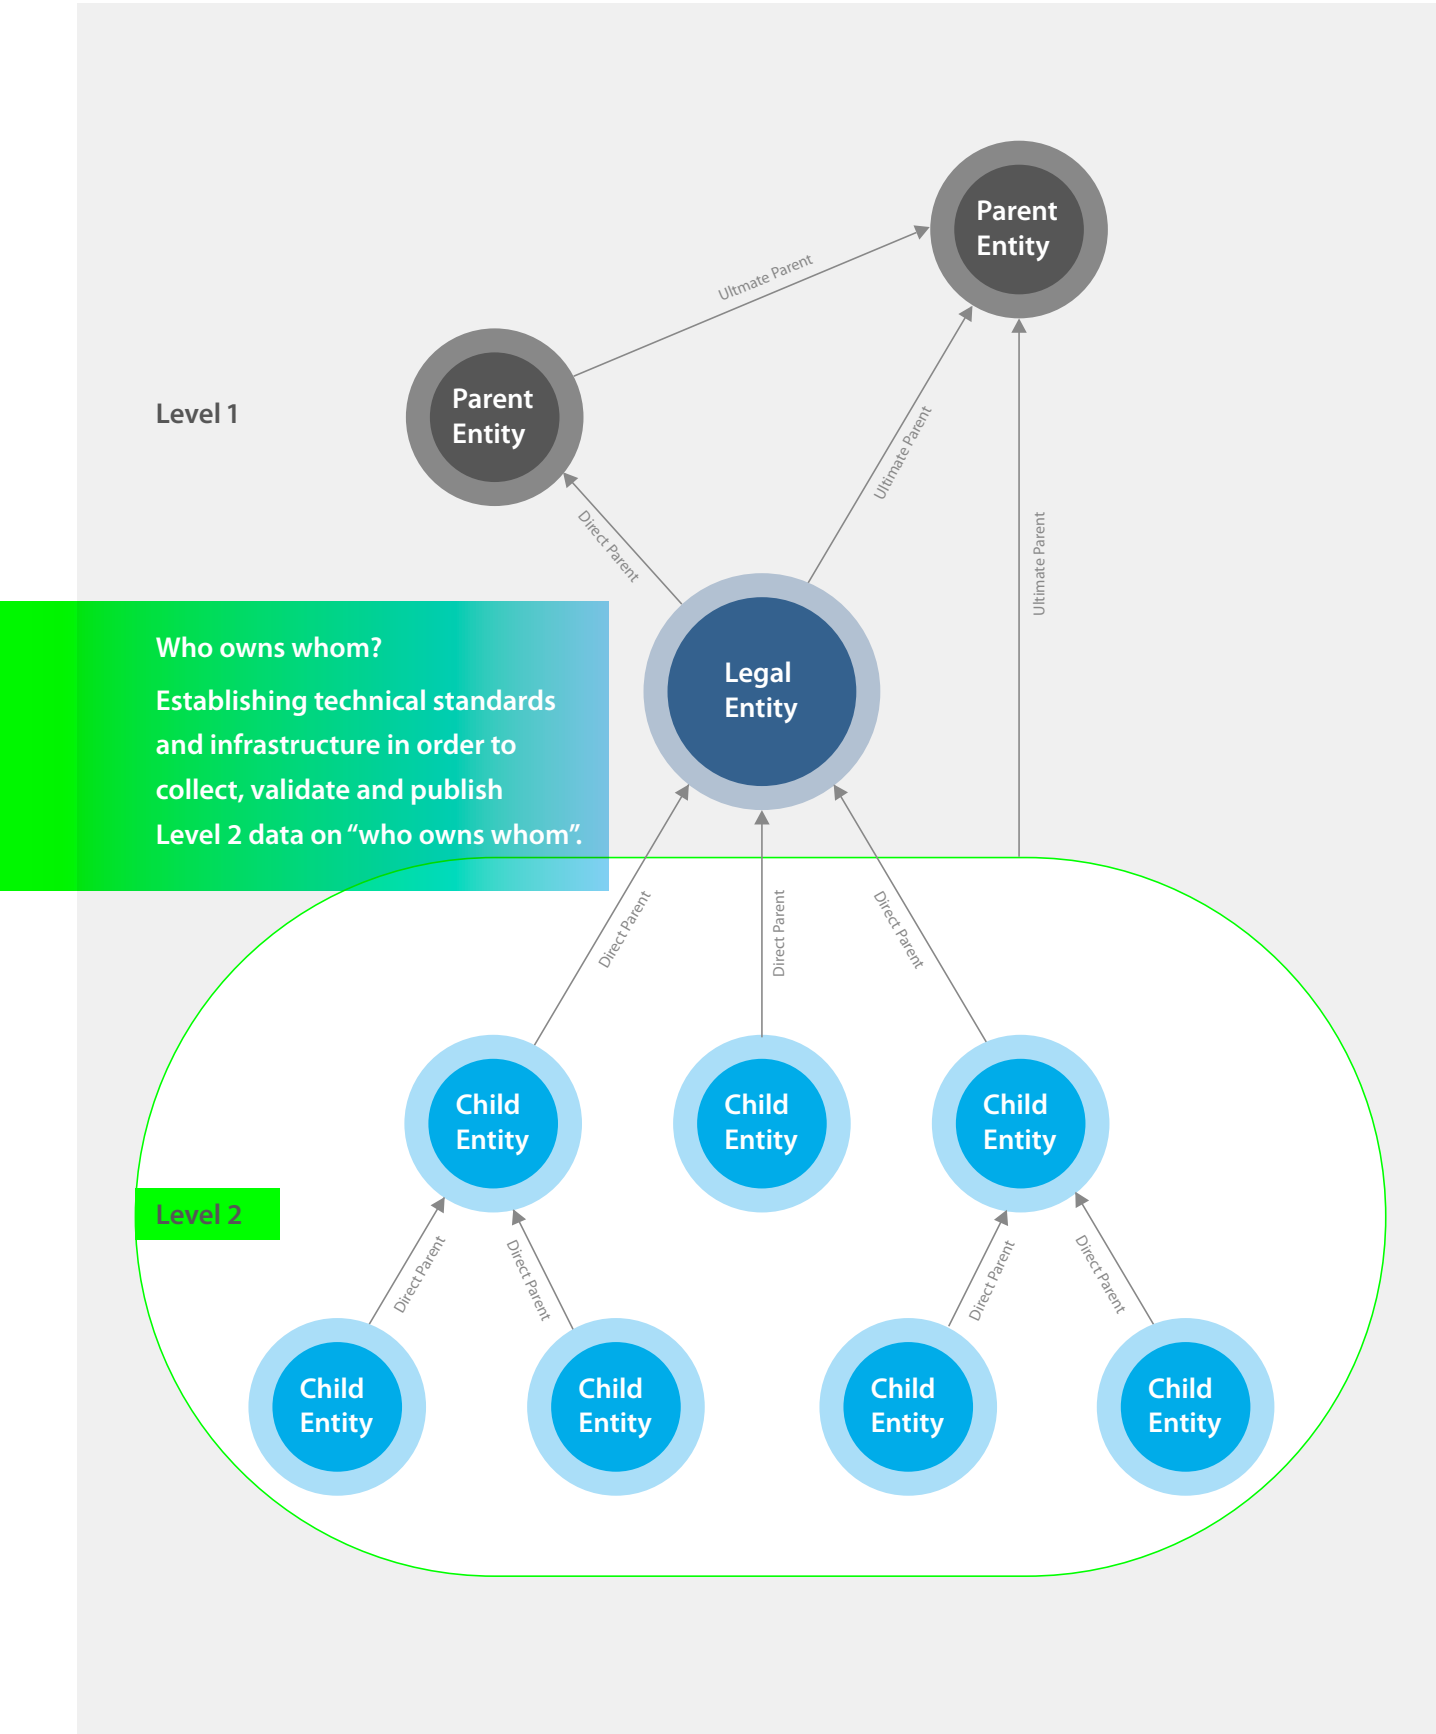 Parent
Entity
Ultmate Parent
Parent
Entity
Level 1
Ultimate Parent
Direct Parent
Ultimate Parent
Who owns whom?
Establishing technical standards
and infrastructure in order to
collect, validate and publish
Level 2 data on “who owns whom”.
Legal
Entity
Direct Parent
Direct Parent
Direct Parent
Child
Entity
Child
Entity
Child
Entity
Level 2
Direct Parent
Direct Parent
Direct Parent
Direct Parent
Child
Entity
Child
Entity
Child
Entity
Child
Entity